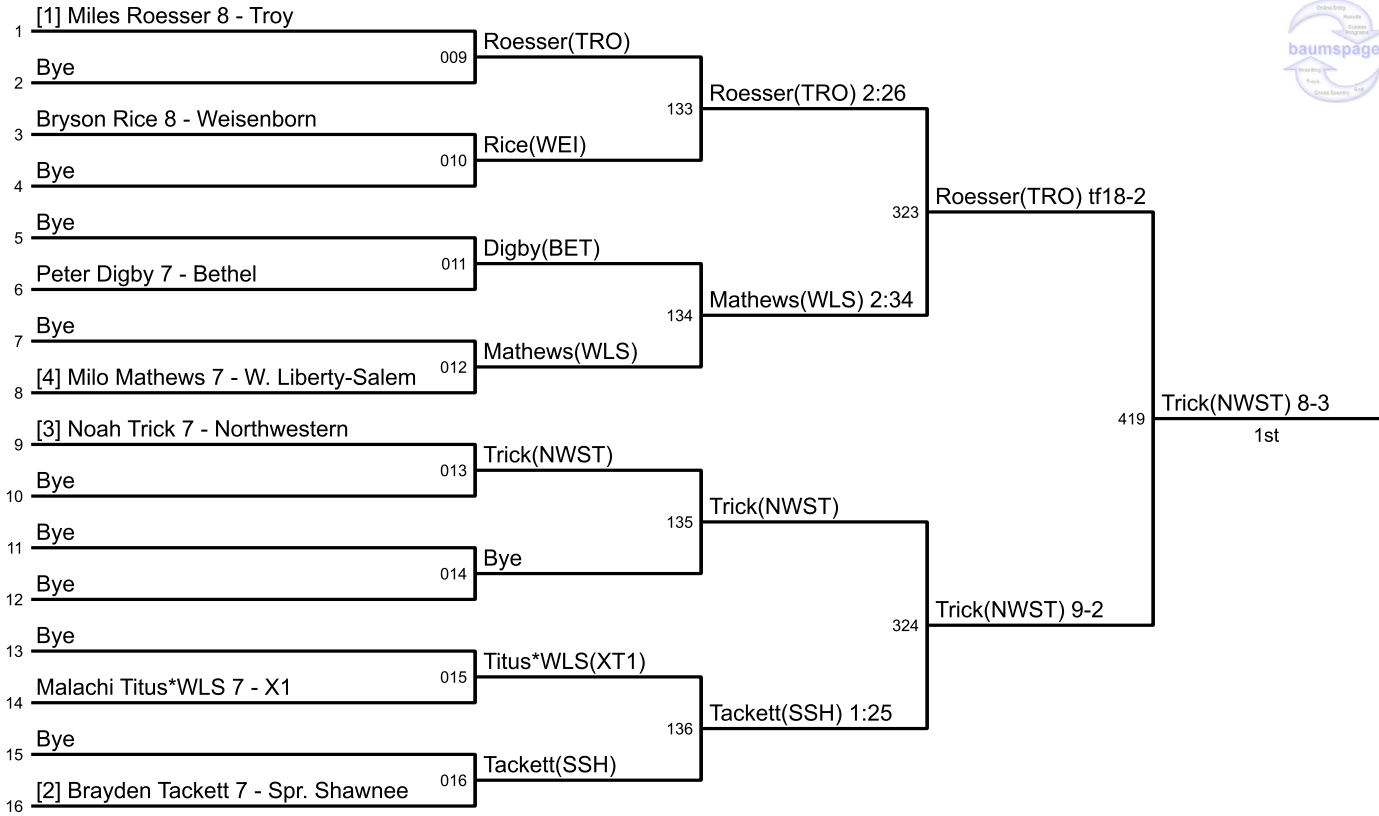 [1] Miles Roesser 8 - Troy
1
Roesser(TRO)
009
Bye
2
Roesser(TRO) 2:26
133
Bryson Rice 8 - Weisenborn
3
Rice(WEI)
010
Bye
4
Roesser(TRO) tf18-2
323
Bye
5
Digby(BET)
011
Peter Digby 7 - Bethel
6
Mathews(WLS) 2:34
134
Bye
7
Mathews(WLS)
012
[4] Milo Mathews 7 - W. Liberty-Salem
8
Trick(NWST) 8-3
419
1st
[3] Noah Trick 7 - Northwestern
9
Trick(NWST)
013
Bye
10
Trick(NWST)
135
Bye
11
Bye
014
Bye
12
Trick(NWST) 9-2
324
Bye
13
Titus*WLS(XT1)
015
Malachi Titus*WLS 7 - X1
14
Tackett(SSH) 1:25
136
Bye
15
Tackett(SSH)
016
[2] Brayden Tackett 7 - Spr. Shawnee
16
Online Entry
Results
baumspage
Cross Country